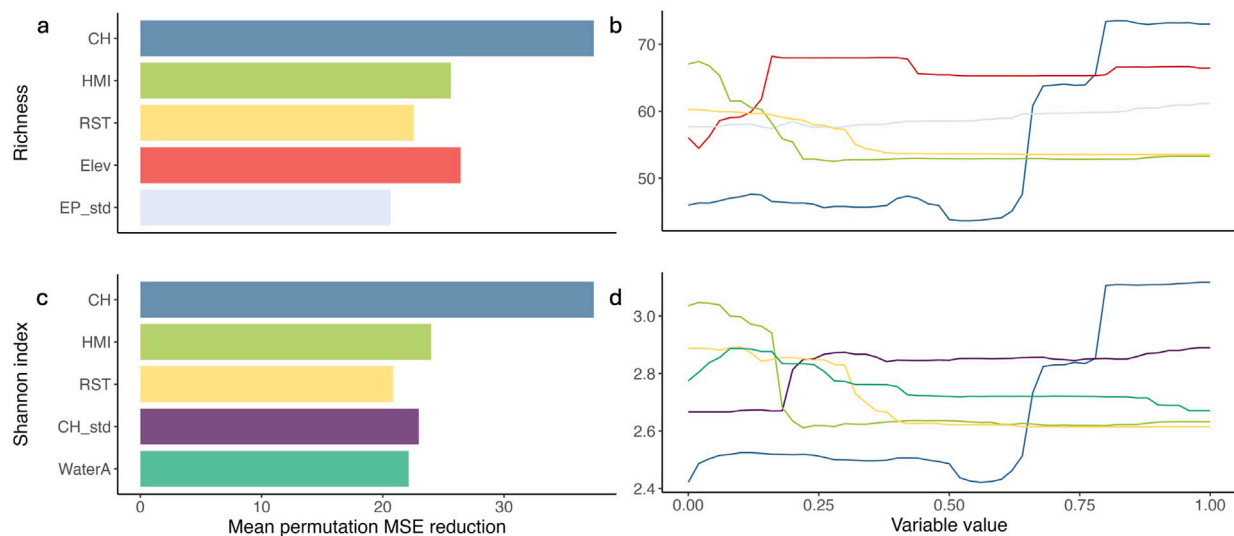 a
Richness
CH
HMI
RST
Elev
EP_std
b
70
60
50
c
Shannon index
CH
HMI
RST
CH_std
WaterA
0
10
20
30
Mean permutation MSE reduction
d
3.0
2.8
2.6
2.4
0.00
0.25
0.50
0.75
1.00
Variable value